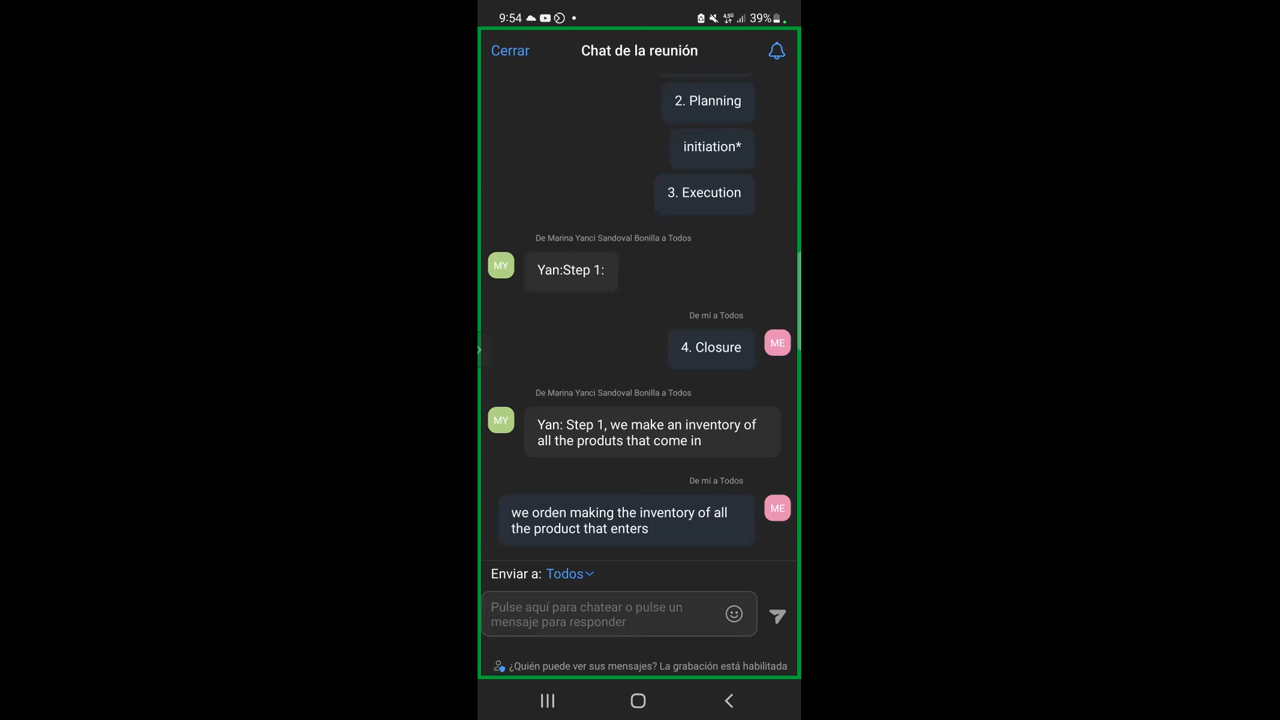 9:54
39%
Cerrar
Chat de la reunión
2. Planning
initiation*
3. Execution
De Marina Yanci Sandoval Bonilla a Todos
MY
Yan:Step 1:
De mí a Todos
4. Closure
ME
De Marina Yanci Sandoval Bonilla a Todos
MY
Yan: Step 1, we make an inventory of
all the produts that come in
De mí a Todos
we orden making the inventory of all
the product that enters
ME
Enviar a: Todos
Pulse aquí para chatear o pulse un
mensaje para responder
¿Quién puede ver sus mensajes? La grabación está habilitada